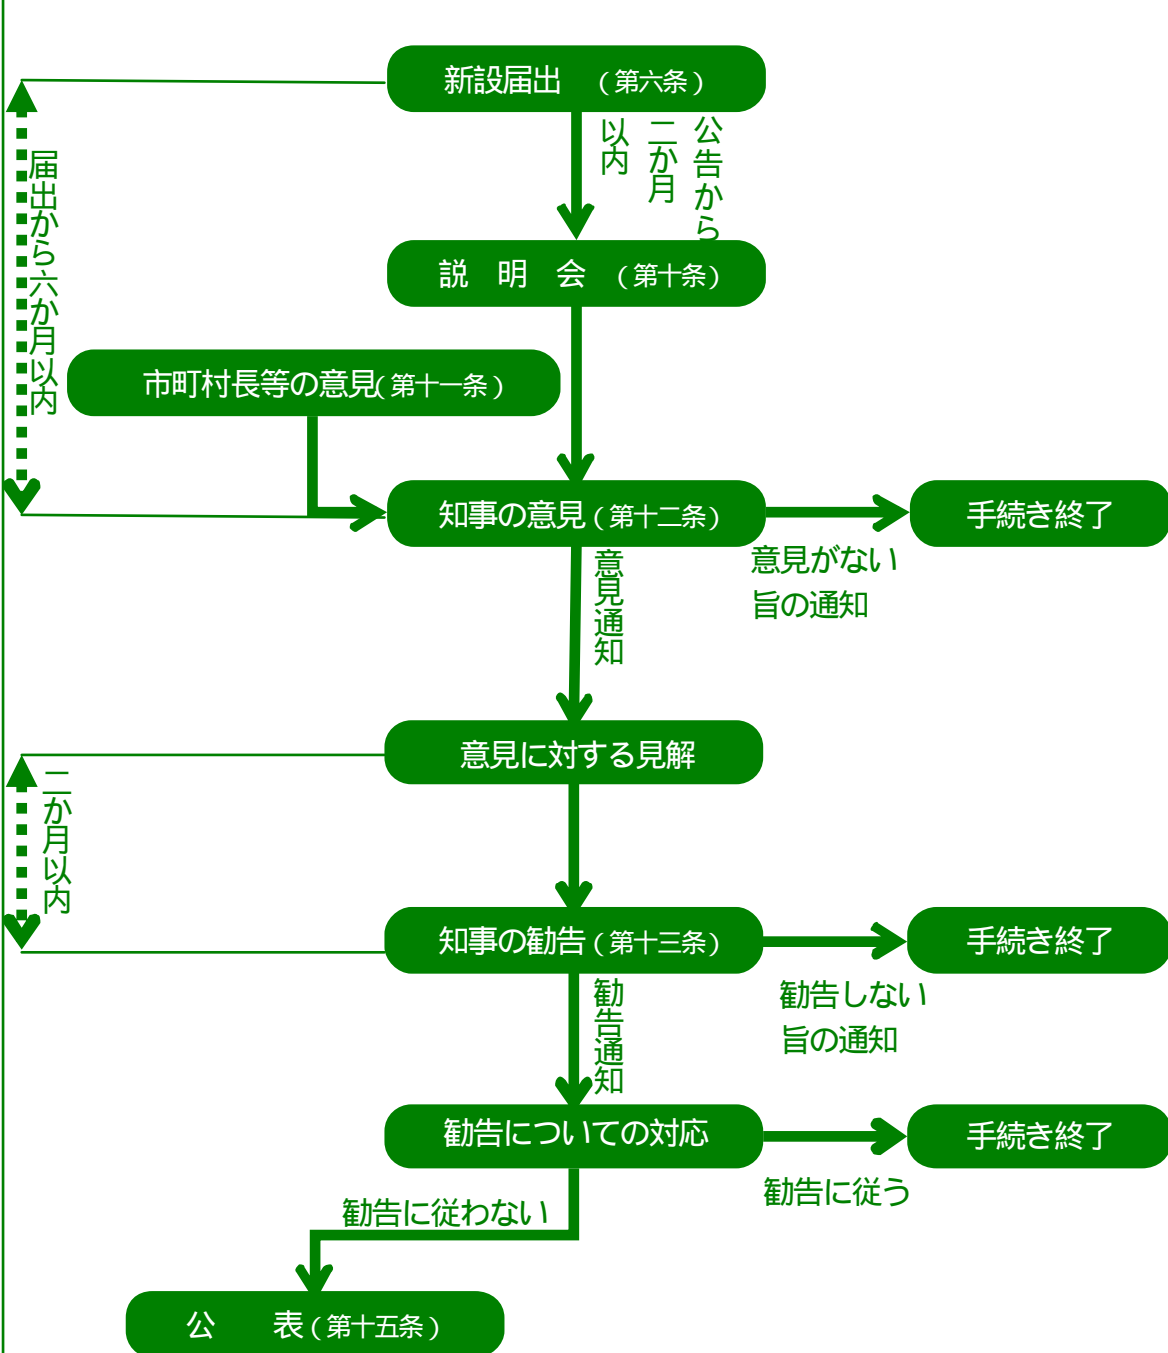 新設届出　（第六条）
公告から
二か月
以内
届出から六か月以内
説　明　会　（第十条）
市町村長等の意見（第十一条）
知事の意見（第十二条）
手続き終了
意見がない
旨の通知
意見通知
意見に対する見解
二か月以内
知事の勧告（第十三条）
手続き終了
勧告しない
旨の通知
勧告通知
勧告についての対応
手続き終了
勧告に従う
勧告に従わない
公　　表（第十五条）